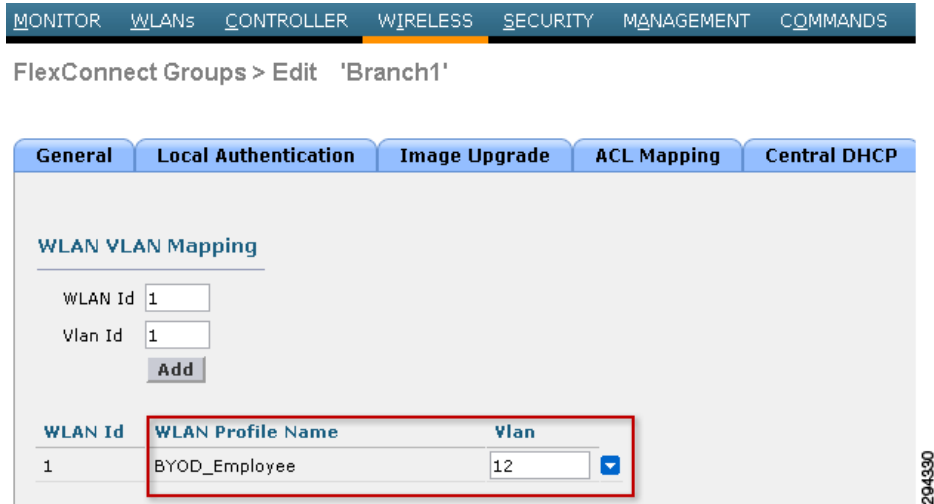 MONITOR WLANs CONTROLLER WIRELESS SECURITY MANAGEMENT COMMANDS
FlexConnect Groups > Edit 'Branch1'
General Local Authentication Image Upgrade ACL Mapping Central DHCP
WLAN VLAN Mapping
WLAN Id 1
Vlan Id 1
Add
WLAN Id WLAN Profile Name Vlan
1 BYOD_Employee 12
294330